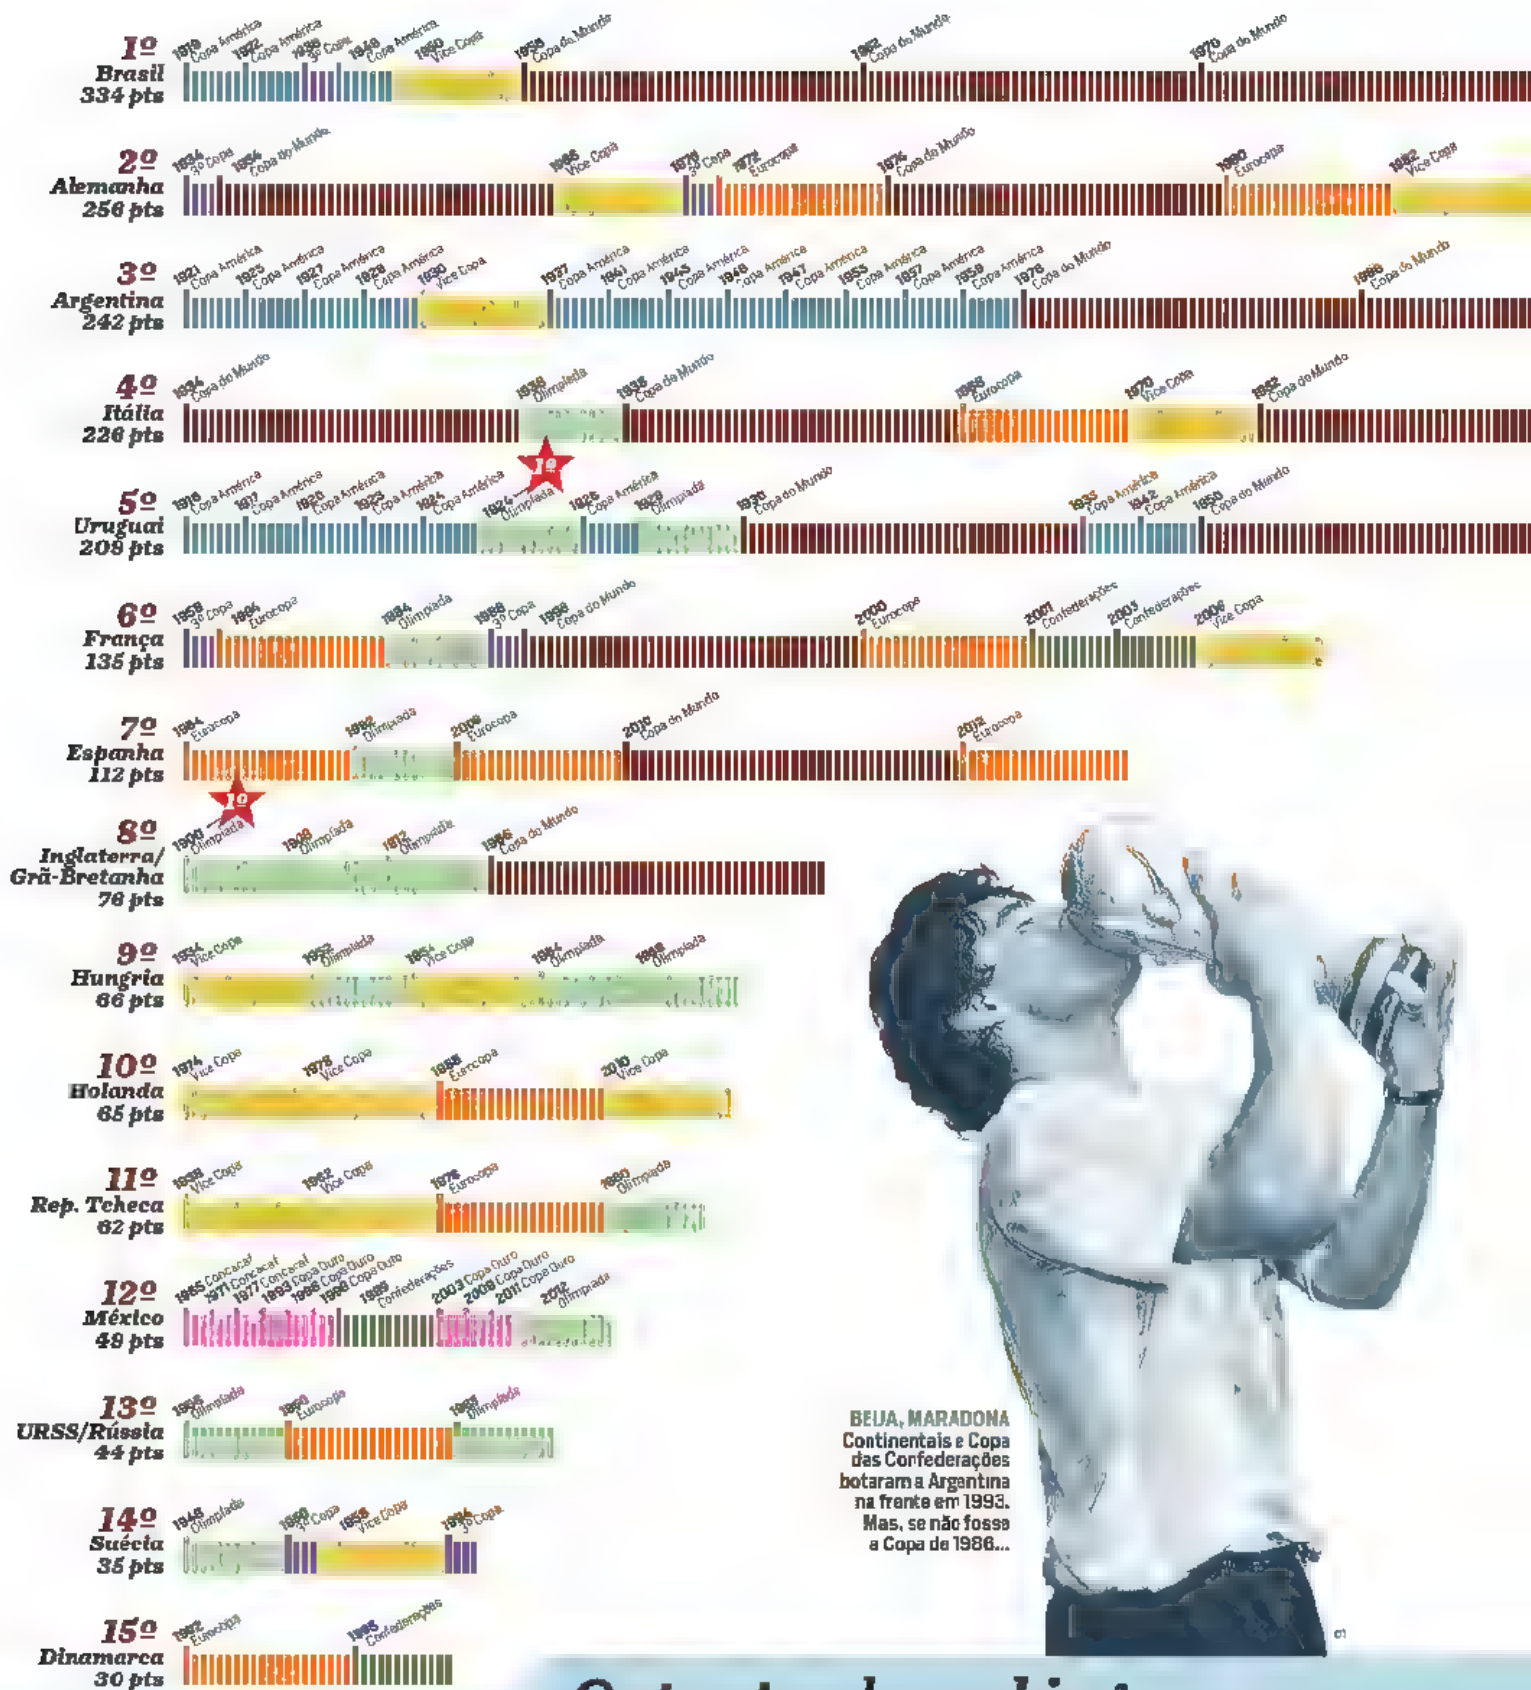 1º
Brasil
334 pts
1919 Copa América
1922 Copa América
1938 3ª Copa
1949 Copa América
1950 Vice Copa
1958 Copa do Mundo
1962 Copa do Mundo
1970 Copa do Mundo
2º
Alemanha
256 pts
1934 3ª Copa
1954 Copa do Mundo
1966 Vice Copa
1970 3ª Copa
1972 Eurocopa
1974 Copa do Mundo
1980 Eurocopa
1982 Vice Copa
3º
Argentina
242 pts
1921 Copa América
1925 Copa América
1927 Copa América
1929 Copa América
1930 Vice Copa
1937 Copa América
1941 Copa América
1945 Copa América
1946 Copa América
1947 Copa América
1955 Copa América
1957 Copa América
1959 Copa América
1978 Copa do Mundo
1986 Copa do Mundo
4º
Itália
226 pts
1934 Copa do Mundo
1936 Olimpíada
1938 Copa do Mundo
1968 Eurocopa
1970 Vice Copa
1982 Copa do Mundo
1º
5º
Uruguai
209 pts
1916 Copa América
1917 Copa América
1920 Copa América
1923 Copa América
1924 Copa América
1924 Olimpíada
1926 Copa América
1928 Olimpíada
1930 Copa do Mundo
1935 Copa América
1942 Copa América
1950 Copa do Mundo
6º
França
135 pts
1958 3ª Copa
1984 Eurocopa
1984 Olimpíada
1986 3ª Copa
1998 Copa do Mundo
2000 Eurocopa
2001 Confederações
2003 Confederações
2006 Vice Copa
7º
Espanha
112 pts
1964 Eurocopa
1992 Olimpíada
2008 Eurocopa
2010 Copa do Mundo
2012 Eurocopa
1º
8º
Inglaterra/
Grã-Bretanha
76 pts
1900 Olimpíada
1908 Olimpíada
1912 Olimpíada
1966 Copa do Mundo
9º
Hungria
66 pts
1934 Vice Copa
1952 Olimpíada
1954 Vice Copa
1964 Olimpíada
1968 Olimpíada
10º
Holanda
65 pts
1974 Vice Copa
1978 Vice Copa
1988 Eurocopa
2010 Vice Copa
11º
Rep. Tcheca
62 pts
1938 Vice Copa
1962 Vice Copa
1976 Eurocopa
1980 Olimpíada
12º
México
49 pts
1965 Concacaf
1971 Concacaf
1977 Concacaf
1993 Copa Ouro
1996 Copa Ouro
1998 Copa Ouro
1999 Confederações
2003 Copa Ouro
2009 Copa Ouro
2011 Copa Ouro
2012 Olimpíada
13º
URSS/Rússia
44 pts
1956 Olimpíada
1960 Eurocopa
1988 Olimpíada
14º
Suécia
35 pts
1948 Olimpíada
1950 3ª Copa
1958 Vice Copa
1994 3ª Copa
15º
Dinamarca
30 pts
1992 Eurocopa
1995 Confederações
BEIJA, MARADONA
Continentais e Copa
das Confederações
botaram a Argentina
na frente em 1993.
Mas, se não fosse
a Copa de 1986...